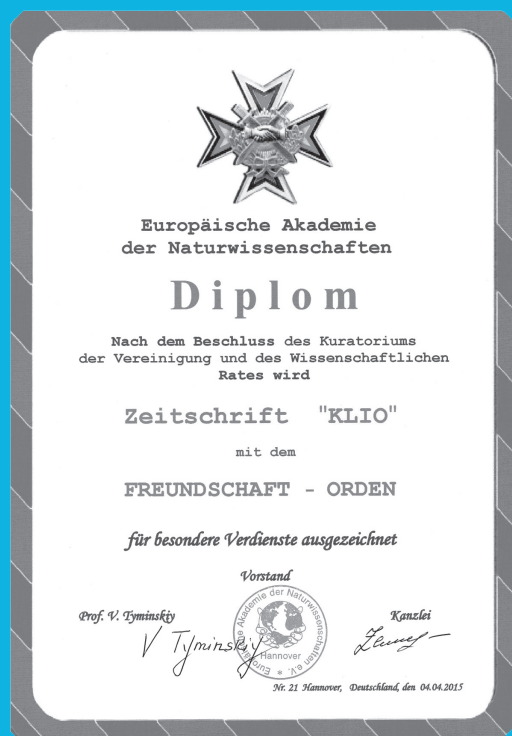 Europäische Akademie
der Naturwissenschaften
Diplom
Nach dem Beschluss des Kuratoriums
der Vereinigung und des Wissenschaftlichen
Rates wird
Zeitschrift "KLIO"
mit dem
FREUNDSCHAFT - ORDEN
für besondere Verdienste ausgezeichnet
Vorstand
Prof. V. Tyminskiy
Kanzlei
V Tyminskiy
Europäische Akademie der Naturwissenschaften e.V. *
Hannover
Nr. 21 Hannover, Deutschland, den 04.04.2015